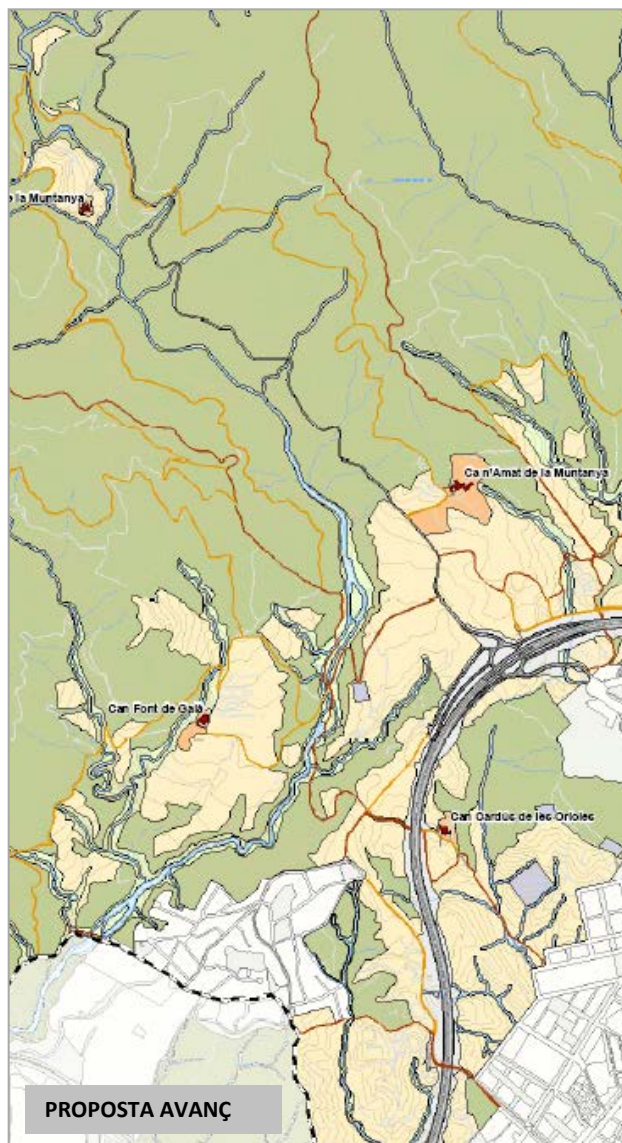 e la Muntanya
Ca n'Amat de la Muntanya
Can Font de Galà
Can Cardús de les Orioles
PROPOSTA AVANÇ